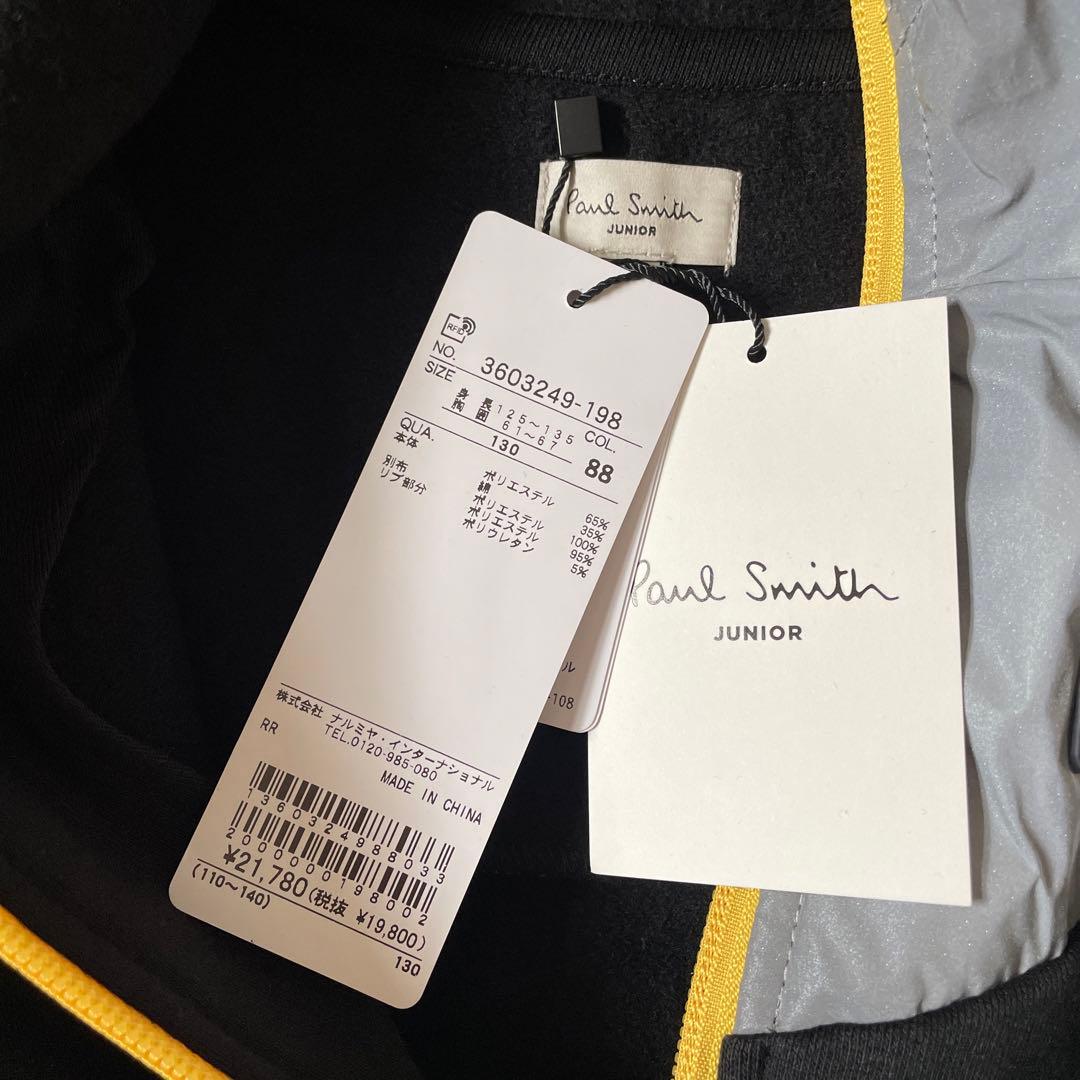 Paul Smith
JUNIOR
RFID
NO. 3603249-198
SIZE
身長 125~135
胸囲 61~67
130
COL.
88
QUA.
本体 ポリエステル 65%
綿 35%
別布 ポリエステル 100%
リブ部分 ポリエステル 95%
ポリウレタン 5%
株式会社 ナルミヤ・インターナショナル
TEL.0120-985-080
RR
MADE IN CHINA
1360324988033
2000000198002
¥21,780(税抜 ¥19,800)
(110~140)
130
ル
-108
Paul Smith
JUNIOR